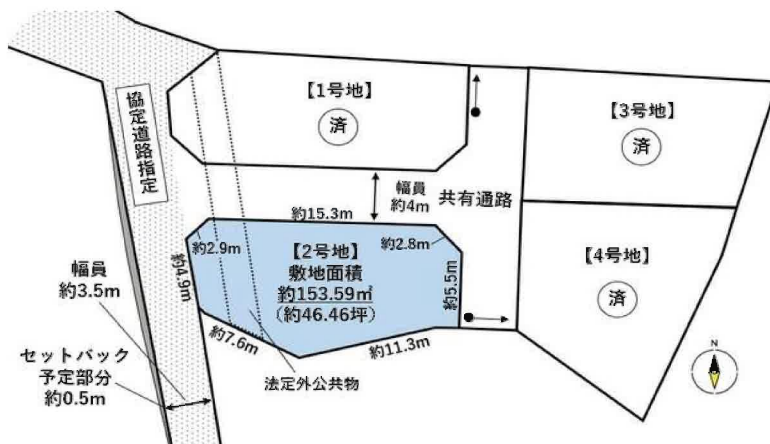 【1号地】
済
【3号地】
済
協定道路指定
幅員
約4m
共有通路
約15.3m
【2号地】
敷地面積
約153.59㎡
（約46.46坪）
約2.9m
約2.8m
約4.9m
約5.5m
【4号地】
済
幅員
約3.5m
約7.6m
約11.3m
セットバック
予定部分
約0.5m
法定外公共物
N